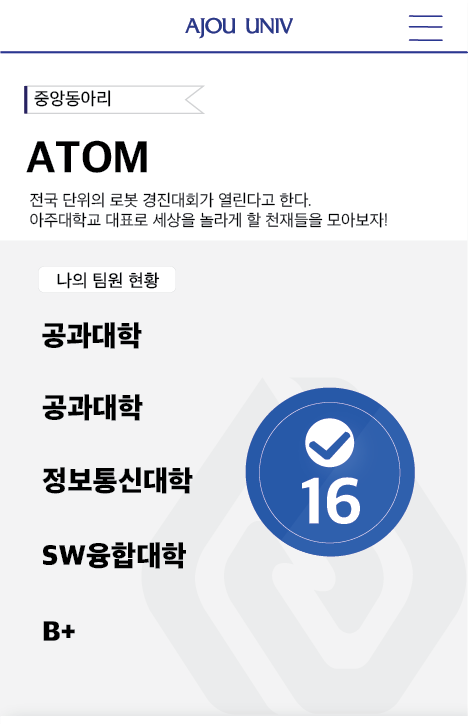 AJOU UNIV
중앙동아리
ATOM
전국 단위의 로봇 경진대회가 열린다고 한다.
아주대학교 대표로 세상을 놀라게 할 천재들을 모아보자!
나의 팀원 현황
공과대학
공과대학
정보통신대학
16
SW융합대학
B+